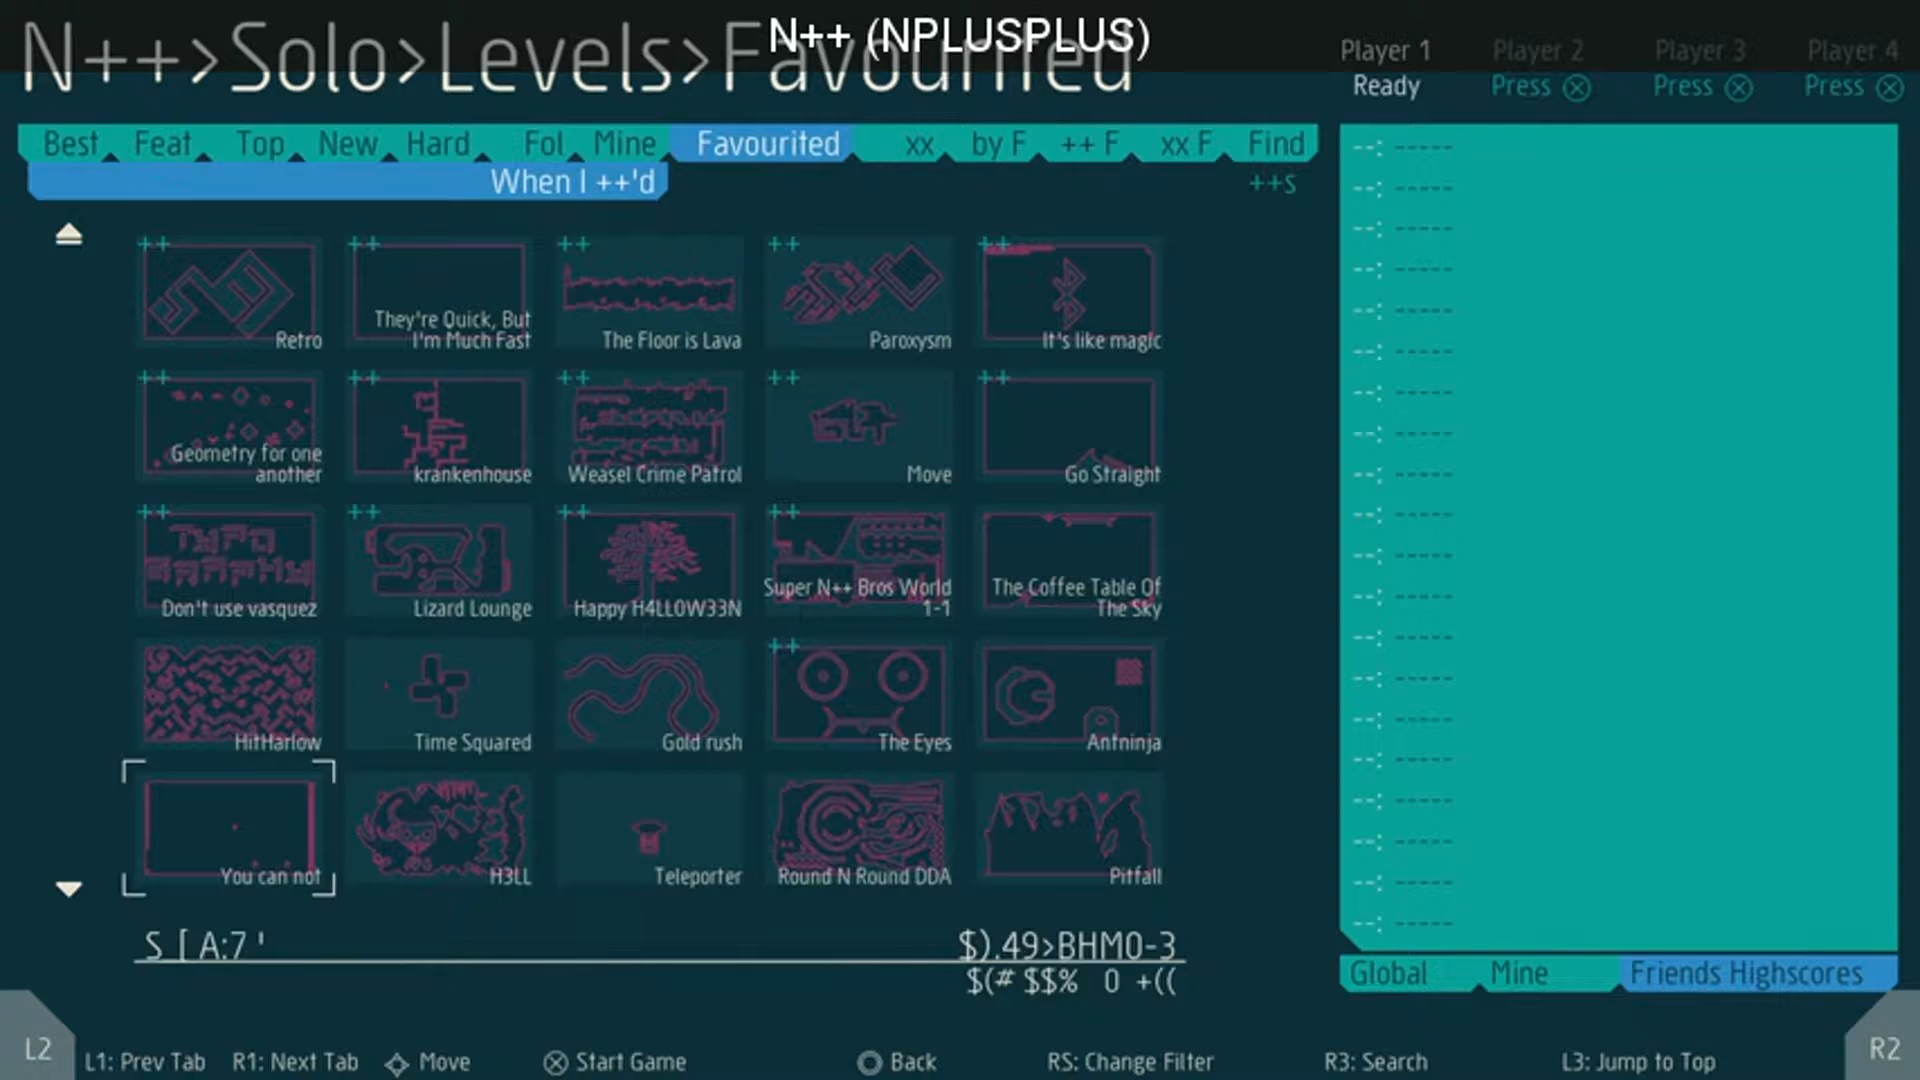 N++ (NPLUSPLUS)
N++>Solo>Levels>Favourited
Player 1 Player 2 Player 3 Player 4
Ready Press Press Press
Best Feat Top New Hard Fol Mine Favourited xx by F ++ F xx F Find
When I ++'d
++s
Retro
They're Quick, But
I'm Much Fast
The Floor is Lava
Paroxysm
It's like magic
Geometry for one
another
krankenhouse
Weasel Crime Patrol
Move
Go Straight
Don't use vasquez
Lizard Lounge
Happy H4LLOW33N
Super N++ Bros World
1-1
The Coffee Table Of
The Sky
HitHarlow
Time Squared
Gold rush
The Eyes
Antninja
You can not
H3LL
Teleporter
Round N Round DDA
Pitfall
S [ A:7 ' $).49>BHM0-3
$(# $$% 0 +((
Global Mine Friends Highscores
L2 L1: Prev Tab R1: Next Tab Move Start Game Back RS: Change Filter R3: Search L3: Jump to Top R2